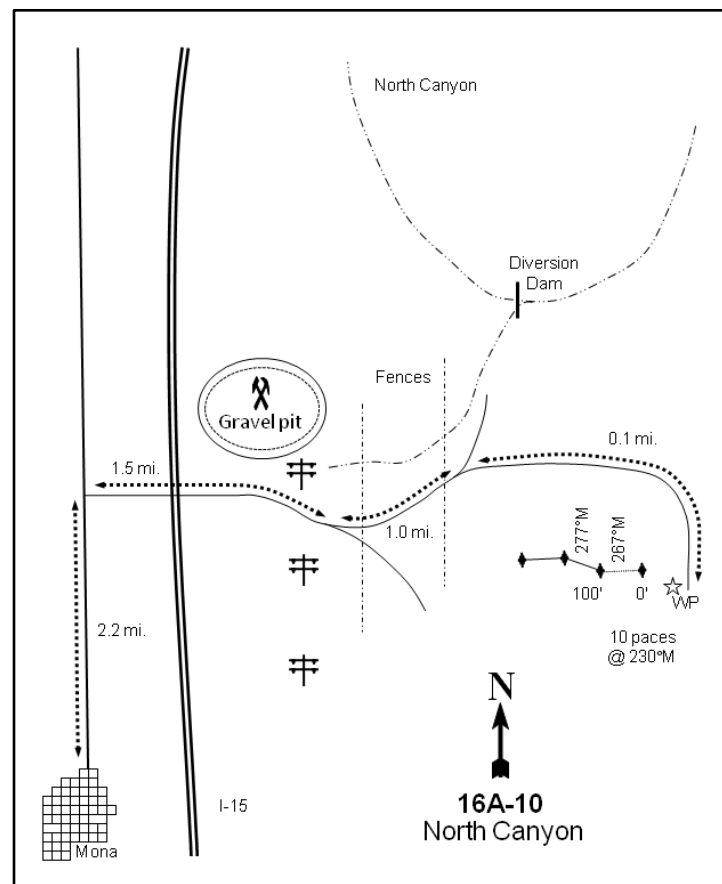 North Canyon
Diversion
Dam
Fences
Gravel pit
0.1 mi.
1.5 mi.
1.0 mi.
277°M
267°M
100'
0'
WP
10 paces
@ 230°M
2.2 mi.
N
16A-10
North Canyon
I-15
Mona